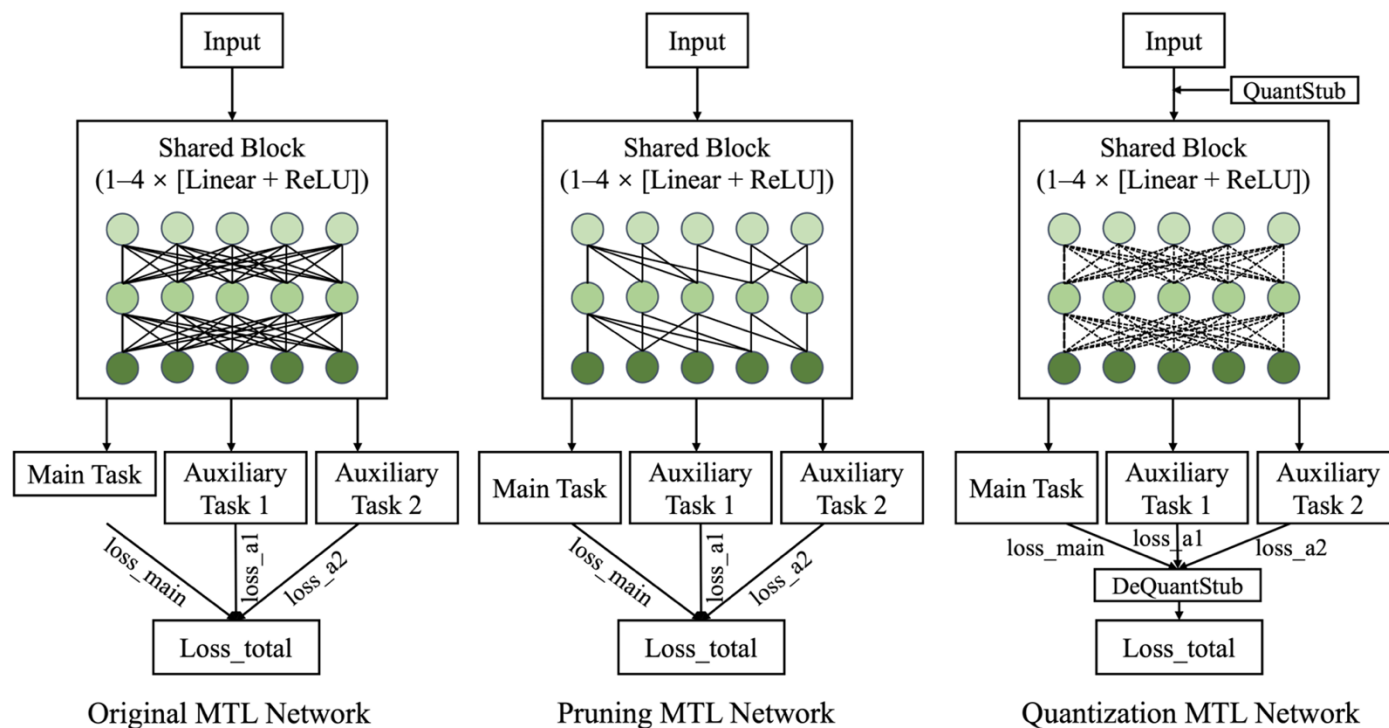 Input
Shared Block
(1–4 × [Linear + ReLU])
Main Task
Auxiliary
Task 1
Auxiliary
Task 2
loss_main
loss_a1
loss_a2
Loss_total
Original MTL Network
Input
Shared Block
(1–4 × [Linear + ReLU])
Main Task
Auxiliary
Task 1
Auxiliary
Task 2
loss_main
loss_a1
loss_a2
Loss_total
Pruning MTL Network
Input
QuantStub
Shared Block
(1–4 × [Linear + ReLU])
Main Task
Auxiliary
Task 1
Auxiliary
Task 2
loss_main
loss_a1
loss_a2
DeQuantStub
Loss_total
Quantization MTL Network